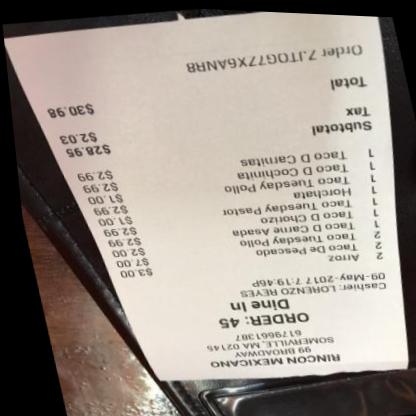 RINCON MEXICANO
99 BROADWAY
SOMERVILLE, MA 02145
6179661387
ORDER: 45
Dine In
Cashier: LORENZO REYES
09-May-2017 7:19:46P
2 Arroz $3.00
2 Taco De Pescado $7.00
2 Taco Tuesday Pollo $2.00
1 Taco D Carne Asada $2.99
1 Taco D Chorizo $2.99
1 Taco Tuesday Pastor $1.00
1 Horchata $2.99
1 Taco Tuesday Pollo $1.00
1 Taco D Cochinita $2.99
1 Taco D Carnitas $2.99
Subtotal $28.95
Tax $2.03
Total $30.98
Order 7JTOG77X6ANR8